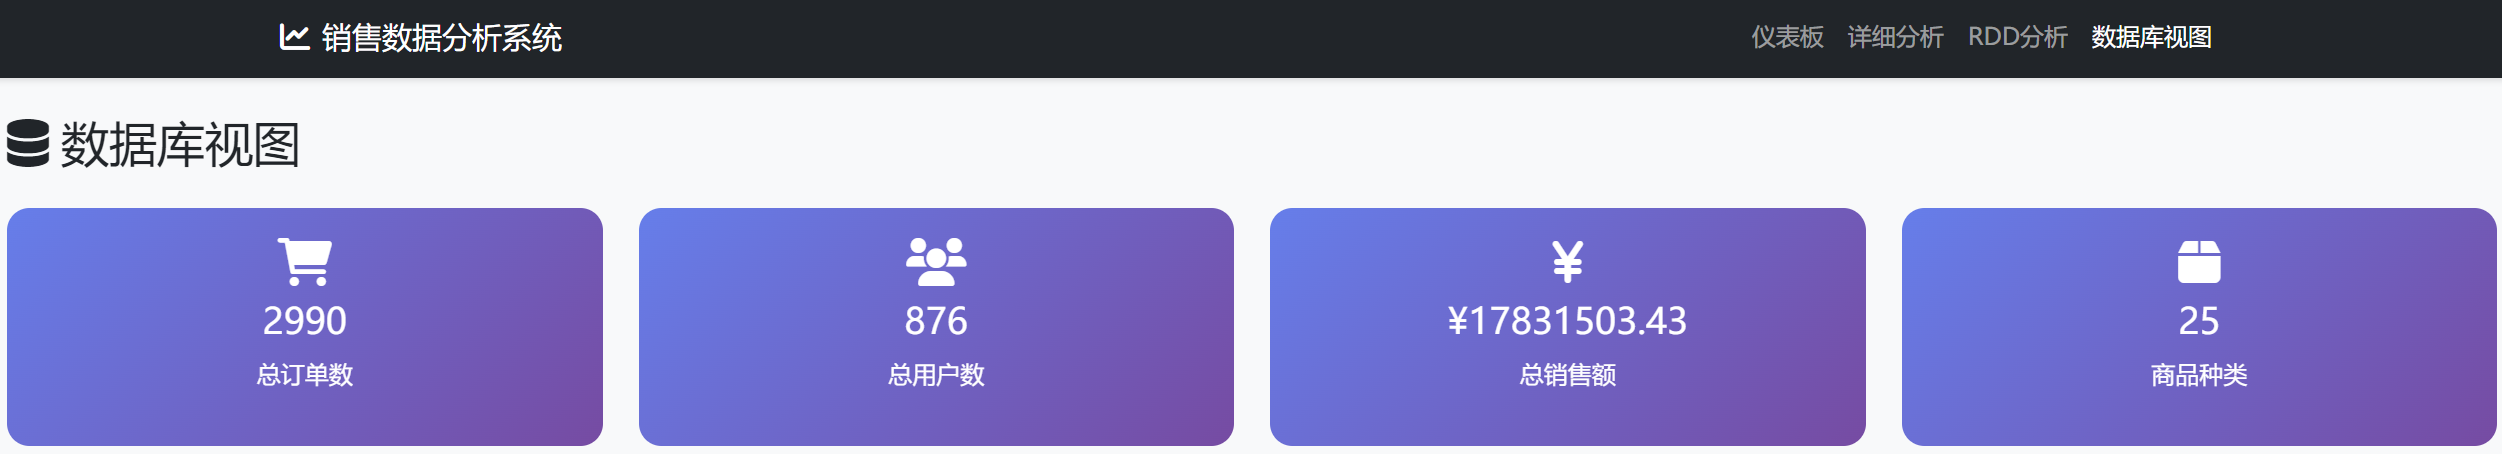 销售数据分析系统
仪表板 详细分析 RDD分析 数据库视图
数据库视图
2990
总订单数
876
总用户数
¥17831503.43
总销售额
25
商品种类